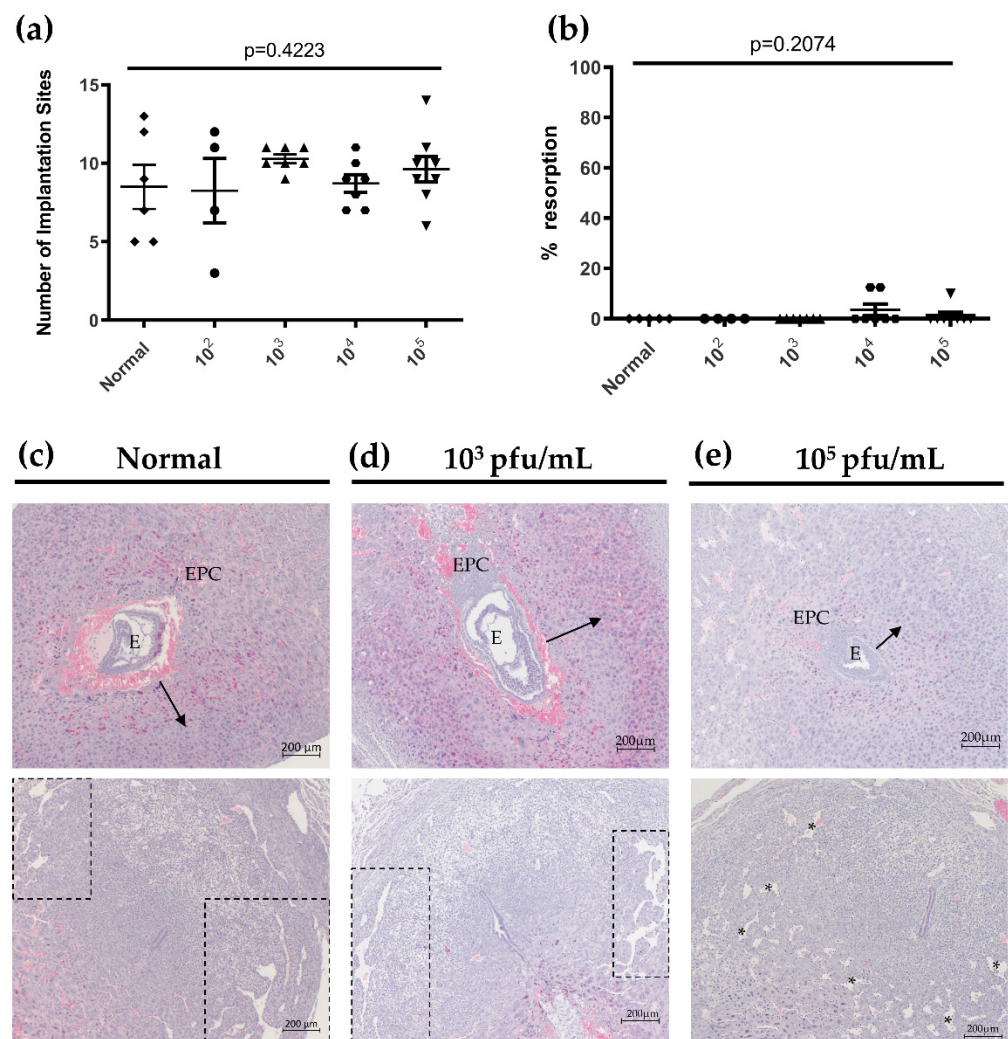 (a)
p=0.4223
Number of Implantation Sites
15
10
5
0
Normal
10²
10³
10⁴
10⁵
(b)
p=0.2074
% resorption
100
80
60
40
20
0
Normal
10²
10³
10⁴
10⁵
(c) Normal
(d) 10³ pfu/mL
(e) 10⁵ pfu/mL
EPC
E
200 µm
EPC
E
200µm
EPC
E
200µm
200 µm
200µm
* * * * * *
200µm